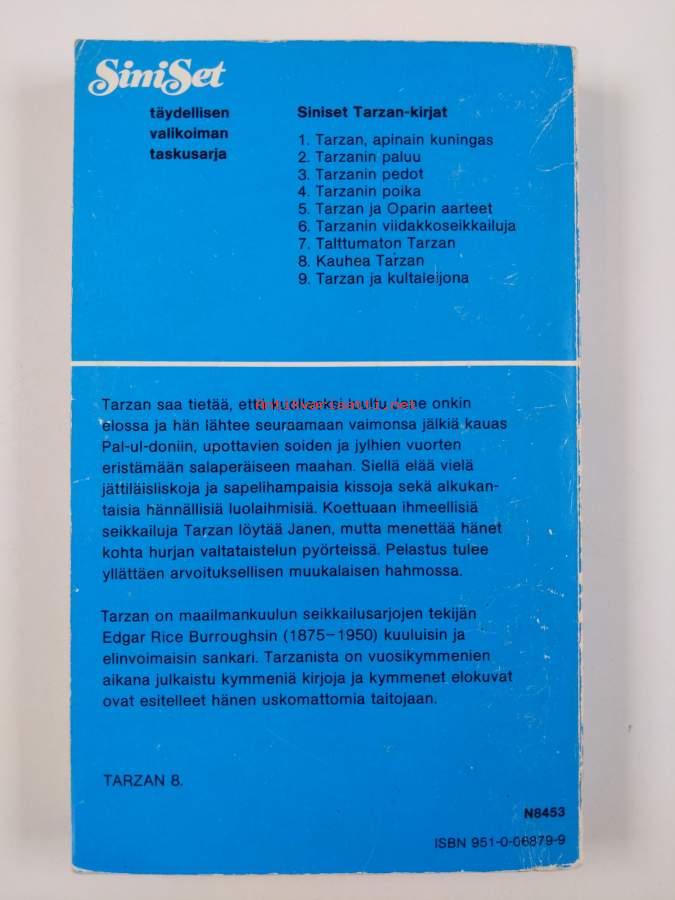 SiniSet
täydellisen
valikoiman
taskusarja
Siniset Tarzan-kirjat
1. Tarzan, apinain kuningas
2. Tarzanin paluu
3. Tarzanin pedot
4. Tarzanin poika
5. Tarzan ja Oparin aarteet
6. Tarzanin viidakkoseikkailuja
7. Talttumaton Tarzan
8. Kauhea Tarzan
9. Tarzan ja kultaleijona
Tarzan saa tietää, että kuolleeksi luultu Jane onkin
elossa ja hän lähtee seuraamaan vaimonsa jälkiä kauas
Pal-ul-doniin, upottavien soiden ja jylhien vuorten
eristämään salaperäiseen maahan. Siellä elää vielä
jättiläisliskoja ja sapelihampaisia kissoja sekä alkukan-
taisia hännällisiä luolaihmisiä. Koettuaan ihmeellisiä
seikkailuja Tarzan löytää Janen, mutta menettää hänet
kohta hurjan valtataistelun pyörteissä. Pelastus tulee
yllättäen arvoituksellisen muukalaisen hahmossa.
Tarzan on maailmankuulun seikkailusarjojen tekijän
Edgar Rice Burroughsin (1875–1950) kuuluisin ja
elinvoimaisin sankari. Tarzanista on vuosikymmenien
aikana julkaistu kymmeniä kirjoja ja kymmenet elokuvat
ovat esitelleet hänen uskomattomia taitojaan.
TARZAN 8.
N8453
ISBN 951-0-06879-9